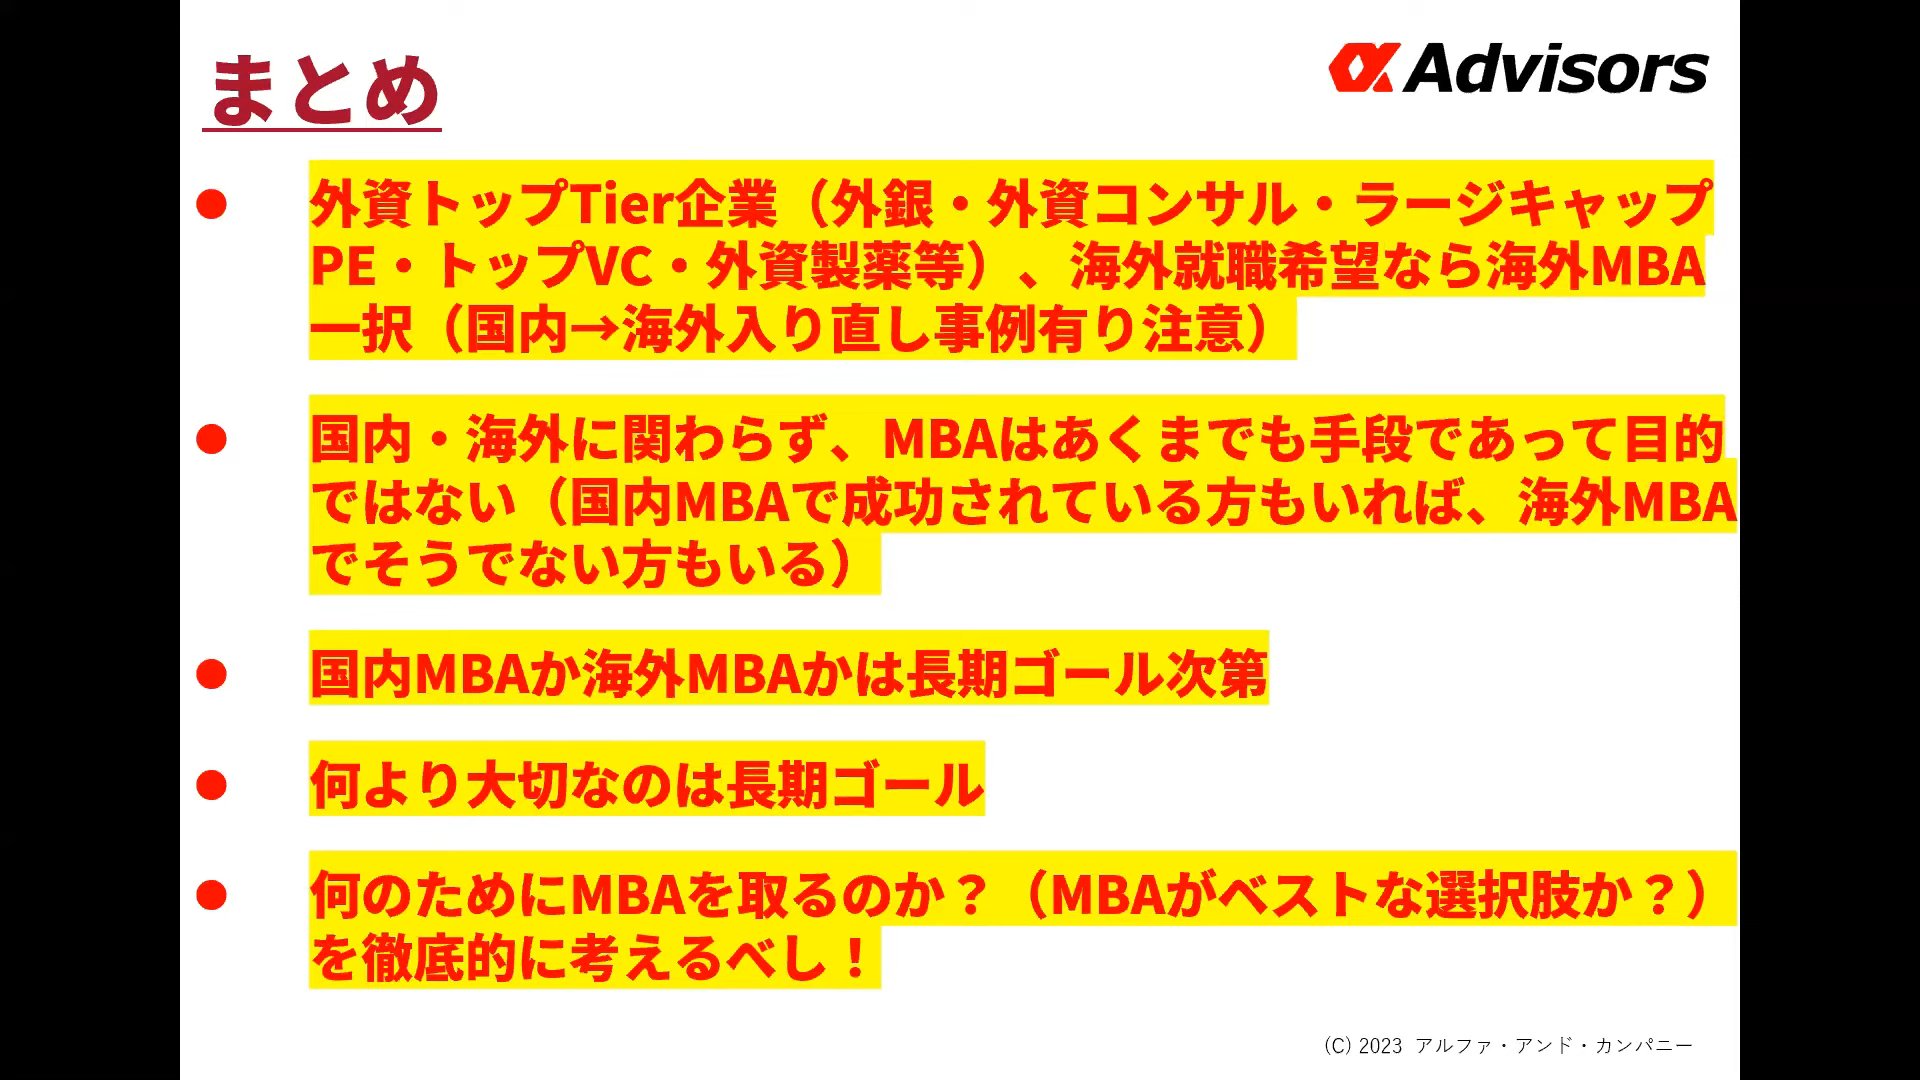 まとめ
αAdvisors
● 外資トップTier企業（外銀・外資コンサル・ラージキャップ
PE・トップVC・外資製薬等）、海外就職希望なら海外MBA
一択（国内→海外入り直し事例有り注意）
● 国内・海外に関わらず、MBAはあくまでも手段であって目的
ではない（国内MBAで成功されている方もいれば、海外MBA
でそうでない方もいる）
● 国内MBAか海外MBAかは長期ゴール次第
● 何より大切なのは長期ゴール
● 何のためにMBAを取るのか？（MBAがベストな選択肢か？）
を徹底的に考えるべし！
(C) 2023 アルファ・アンド・カンパニー